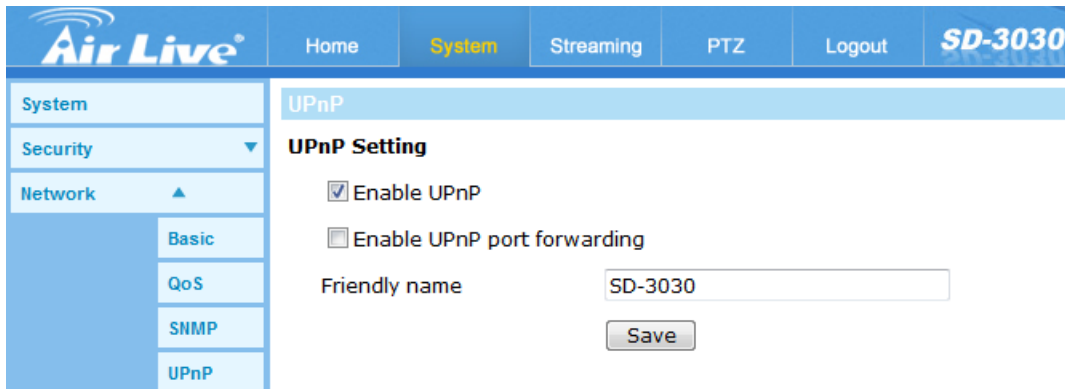 Air Live®
Home System Streaming PTZ Logout SD-3030
System
Security
Network
Basic
QoS
SNMP
UPnP
UPnP
UPnP Setting
Enable UPnP
Enable UPnP port forwarding
Friendly name SD-3030
Save